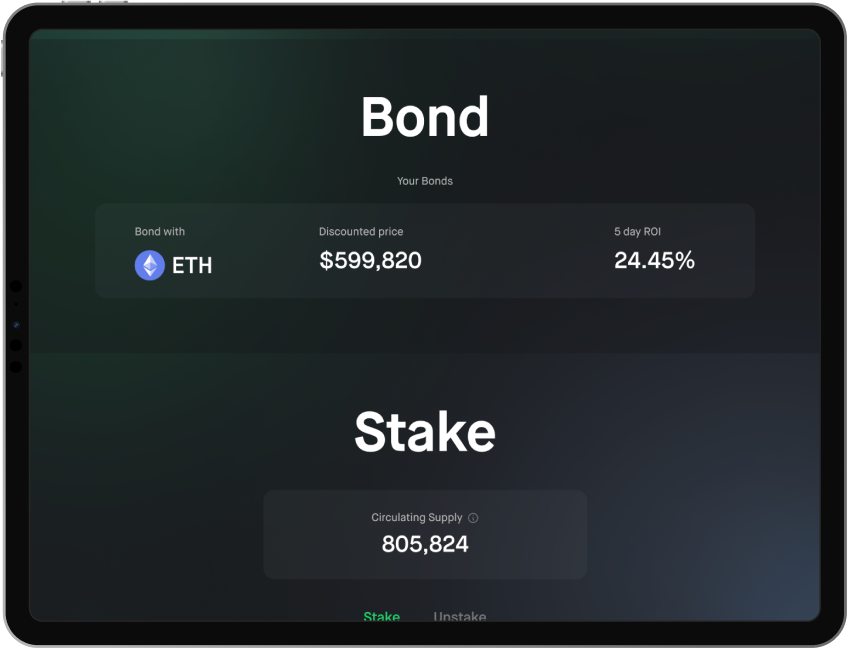 Bond
Your Bonds
Bond with
Discounted price
5 day ROI
ETH
$599,820
24.45%
Stake
Circulating Supply
805,824
Stake Unstake